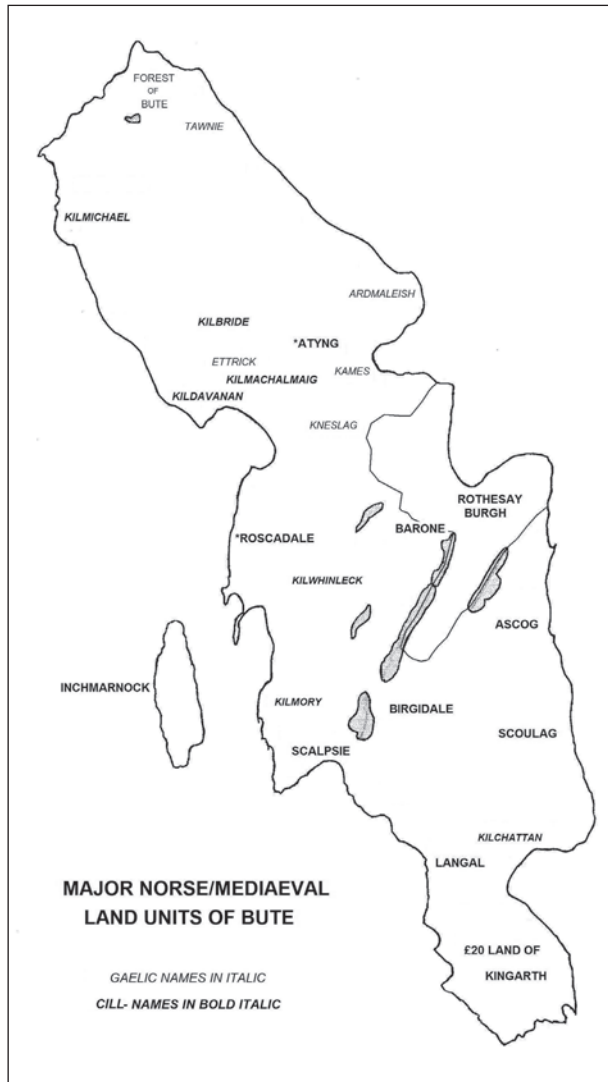 FOREST
OF
BUTE
TAWNIE
KILMICHAEL
ARDMALEISH
KILBRIDE
*ATYNG
ETTRICK
KAMES
KILMACHALMAIG
KILDAVANAN
KNESLAG
ROTHESAY
BURGH
BARONE
*ROSCADALE
KILWHINLECK
ASCOG
INCHMARNOCK
KILMORY
BIRGIDALE
SCOULAG
SCALPSIE
KILCHATTAN
LANGAL
MAJOR NORSE/MEDIAEVAL
LAND UNITS OF BUTE
£20 LAND OF
KINGARTH
GAELIC NAMES IN ITALIC
CILL- NAMES IN BOLD ITALIC